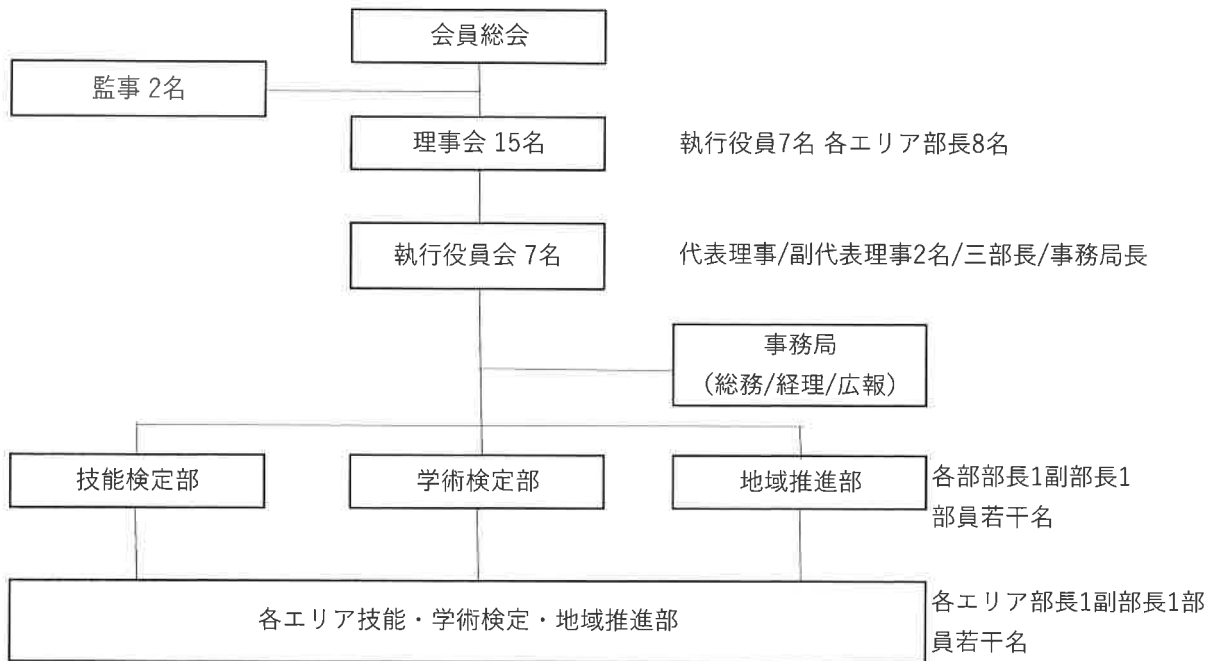 会員総会
監事 2名
理事会 15名
執行役員7名 各エリア部長8名
執行役員会 7名
代表理事/副代表理事2名/三部長/事務局長
事務局
(総務/経理/広報)
技能検定部
学術検定部
地域推進部
各部部長1副部長1
部員若干名
各エリア技能・学術検定・地域推進部
各エリア部長1副部長1部
員若干名